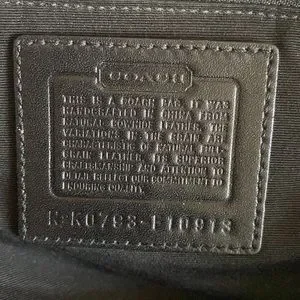 COACH
THIS IS A COACH BAG. IT WAS
HANDCRAFTED IN CHINA FROM
NATURAL COWHIDE LEATHER. THE
VARIATIONS IN THE GRAIN ARE
CHARACTERISTIC OF NATURAL FULL
GRAIN LEATHER. ITS SUPERIOR
CRAFTSMANSHIP AND ATTENTION TO
DETAIL REFLECT OUR COMMITMENT TO
ENDURING QUALITY.